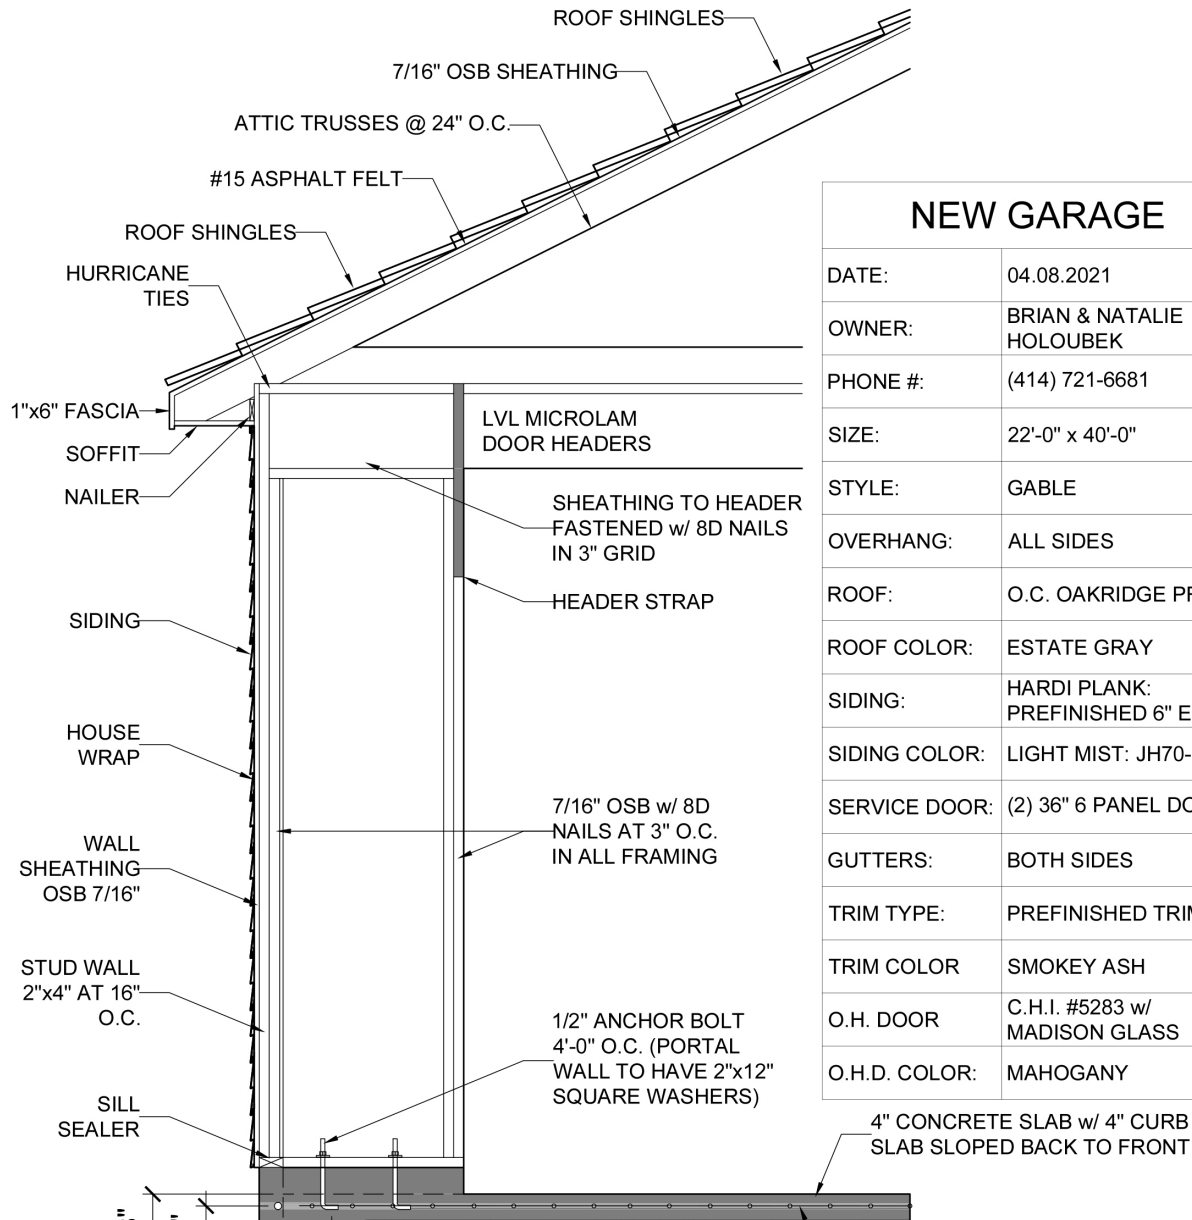 ROOF SHINGLES
7/16" OSB SHEATHING
ATTIC TRUSSES @ 24" O.C.
#15 ASPHALT FELT
ROOF SHINGLES
HURRICANE
TIES
1"x6" FASCIA
SOFFIT
NAILER
LVL MICROLAM
DOOR HEADERS
SHEATHING TO HEADER
FASTENED w/ 8D NAILS
IN 3" GRID
HEADER STRAP
SIDING
HOUSE
WRAP
7/16" OSB w/ 8D
NAILS AT 3" O.C.
IN ALL FRAMING
WALL
SHEATHING
OSB 7/16"
STUD WALL
2"x4" AT 16"
O.C.
1/2" ANCHOR BOLT
4'-0" O.C. (PORTAL
WALL TO HAVE 2"x12"
SQUARE WASHERS)
SILL
SEALER
NEW GARAGE
DATE: 04.08.2021
OWNER: BRIAN & NATALIE
HOLOUBEK
PHONE #: (414) 721-6681
SIZE: 22'-0" x 40'-0"
STYLE: GABLE
OVERHANG: ALL SIDES
ROOF: O.C. OAKRIDGE
ROOF COLOR: ESTATE GRAY
SIDING: HARDI PLANK:
PREFINISHED 6"
SIDING COLOR: LIGHT MIST: JH70-
SERVICE DOOR: (2) 36" 6 PANEL
GUTTERS: BOTH SIDES
TRIM TYPE: PREFINISHED
TRIM COLOR SMOKEY ASH
O.H. DOOR C.H.I. #5283 w/
MADISON GLASS
O.H.D. COLOR: MAHOGANY
4" CONCRETE SLAB w/ 4" CURB
SLAB SLOPED BACK TO FRONT